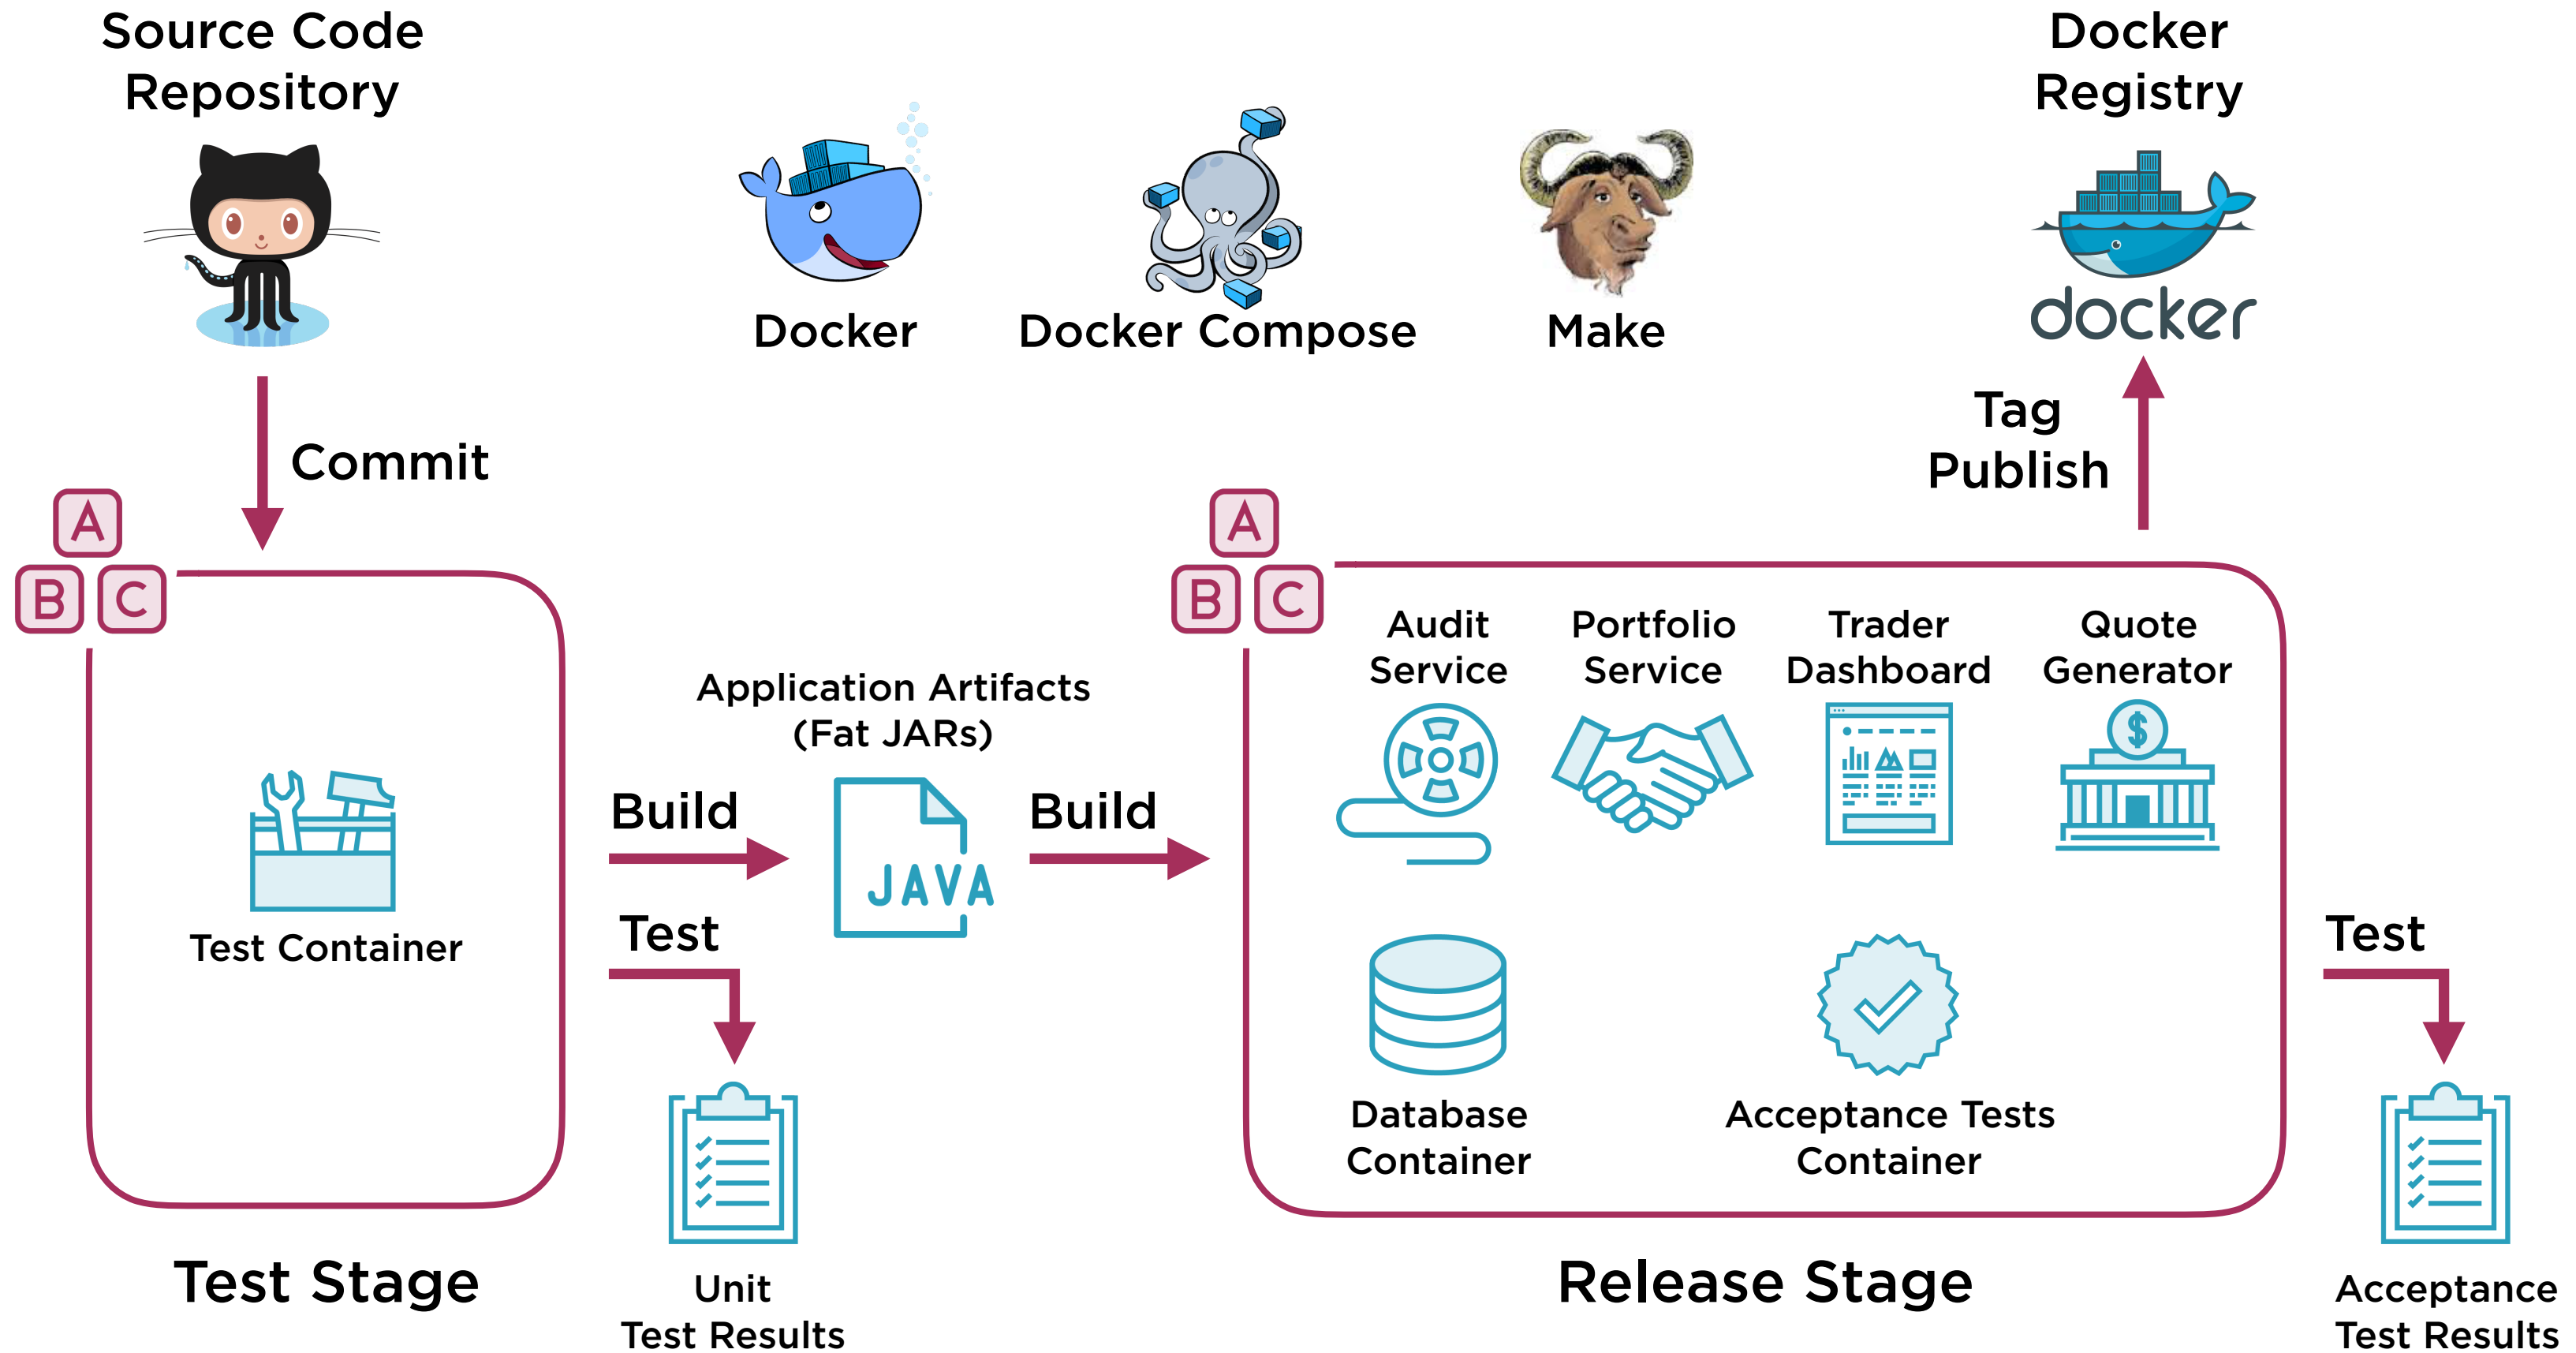 Source Code
Repository
Docker
Registry
docker
Docker
Docker Compose
Make
Commit
Tag
Publish
A
B
C
A
B
C
Audit
Service
Portfolio
Service
Trader
Dashboard
Quote
Generator
$
Application Artifacts
(Fat JARs)
Build
JAVA
Build
Test Container
Test
Test
Database
Container
Acceptance Tests
Container
Test Stage
Unit
Test Results
Release Stage
Acceptance
Test Results